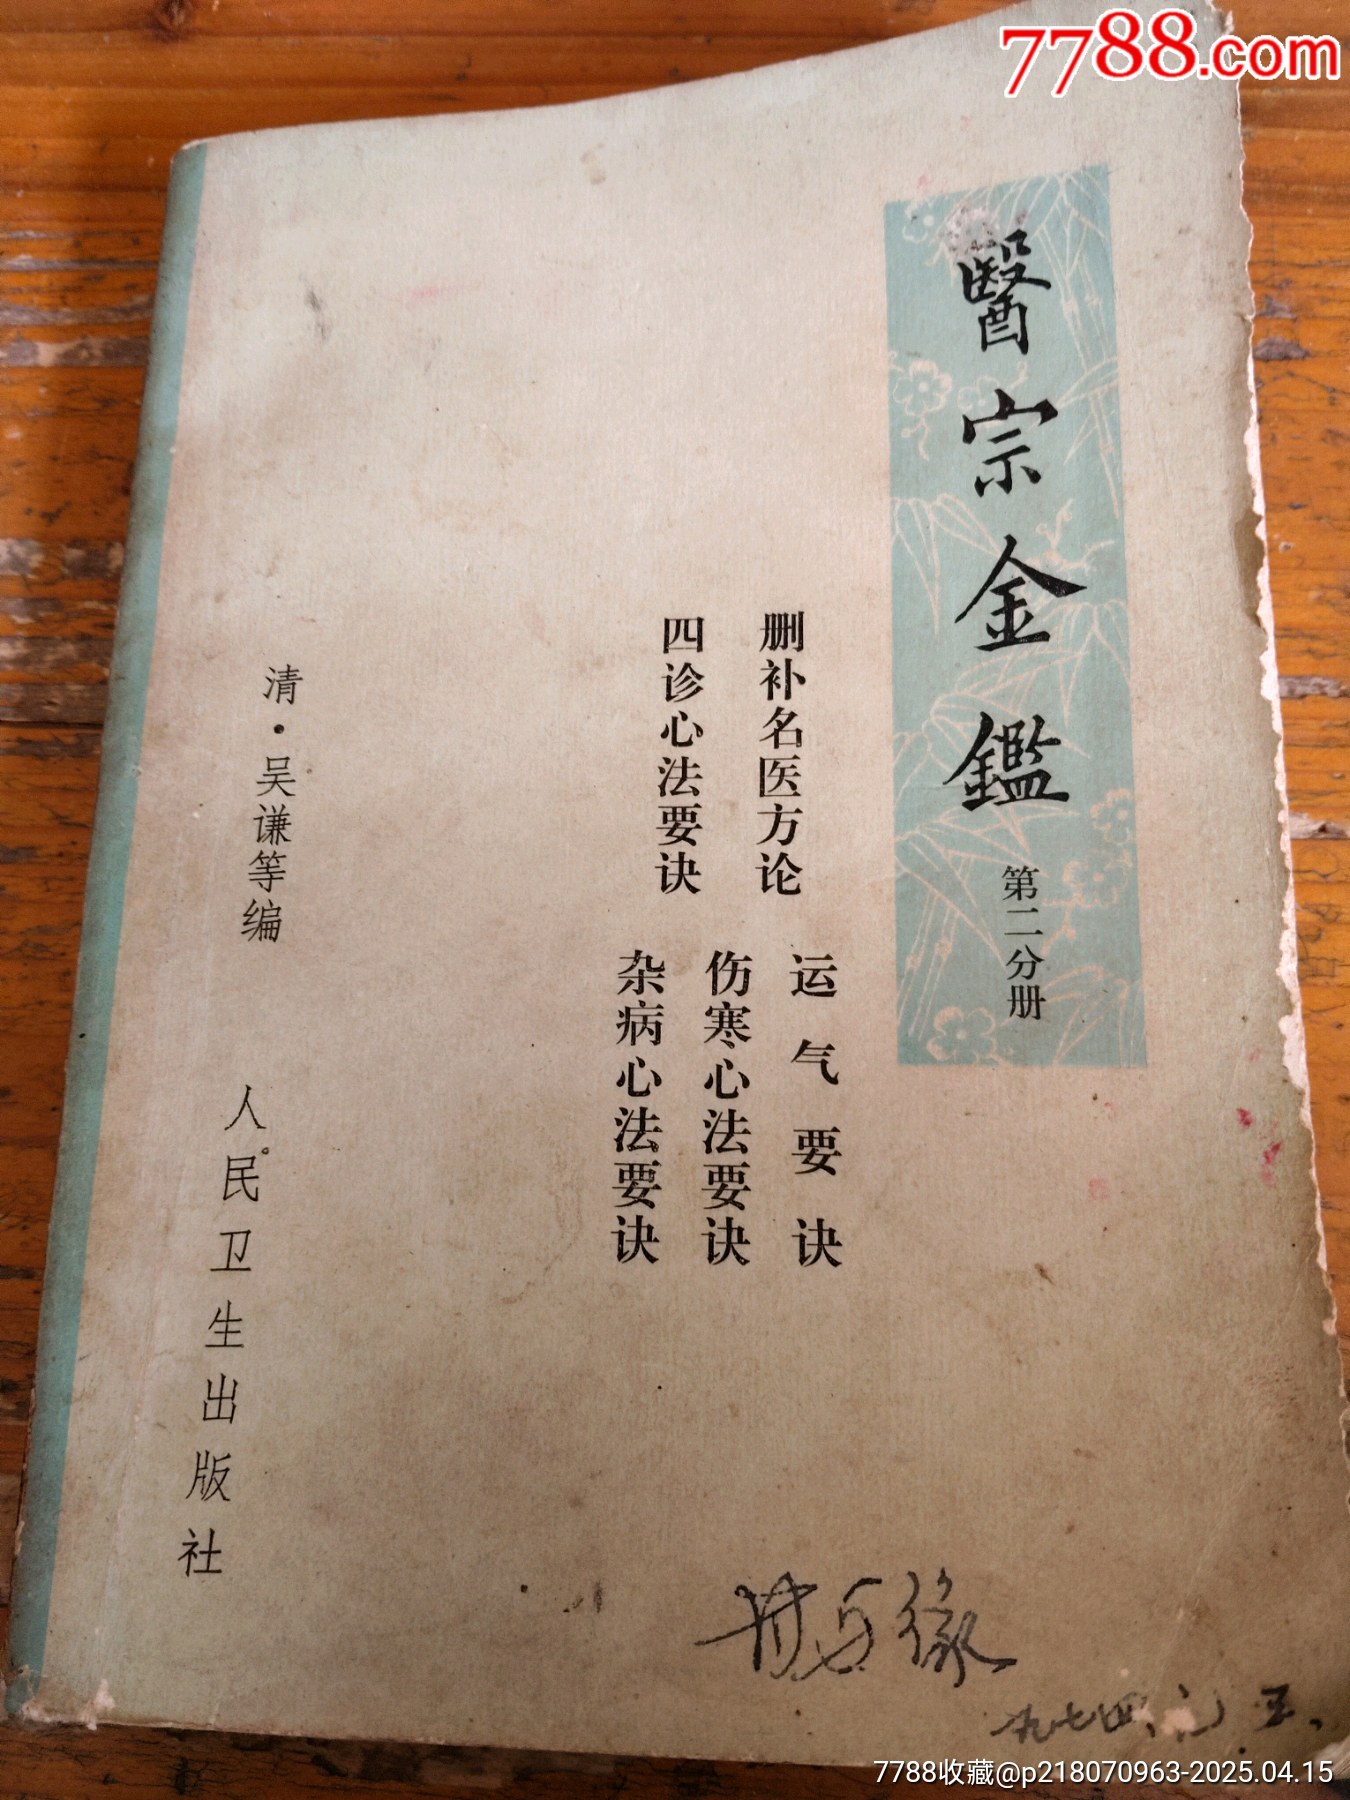 7788.com
醫宗金鑑
第二分册
删补名医方论
四诊心法要诀
运气要诀
伤寒心法要诀
杂病心法要诀
清·吴谦等编
人民卫生出版社
九七四
五
7788收藏@p218070963-2025.04.15